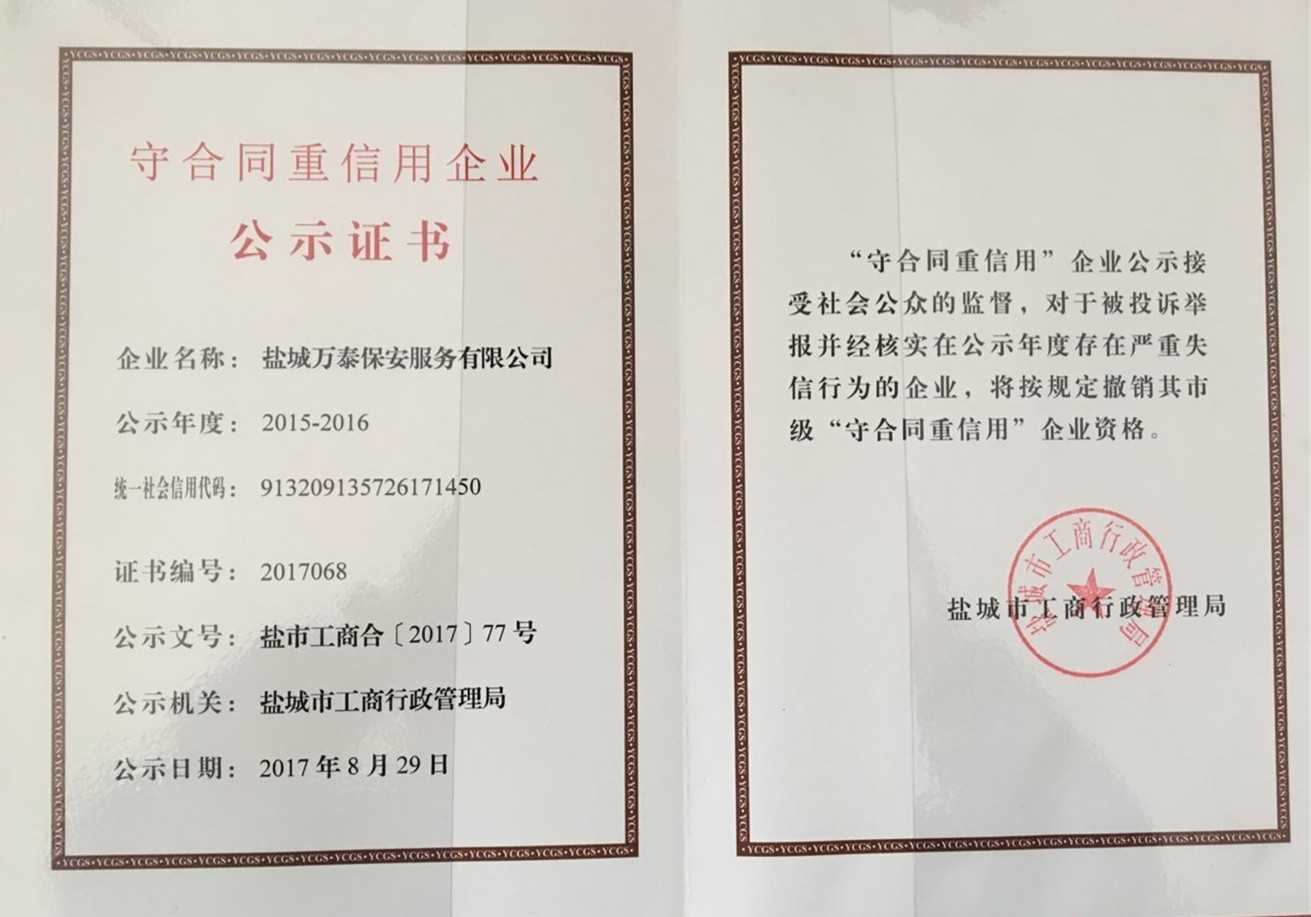 守合同重信用企业
公示证书
企业名称：盐城万泰保安服务有限公司
公示年度：2015-2016
统一社会信用代码：913209135726171450
证书编号：2017068
公示文号：盐市工商合〔2017〕77号
公示机关：盐城市工商行政管理局
公示日期：2017年8月29日
“守合同重信用”企业公示接
受社会公众的监督，对于被投诉举
报并经核实在公示年度存在严重失
信行为的企业，将按规定撤销其市
级“守合同重信用”企业资格。
盐城市工商行政管理局
盐城市工商行政管理局
YCGS